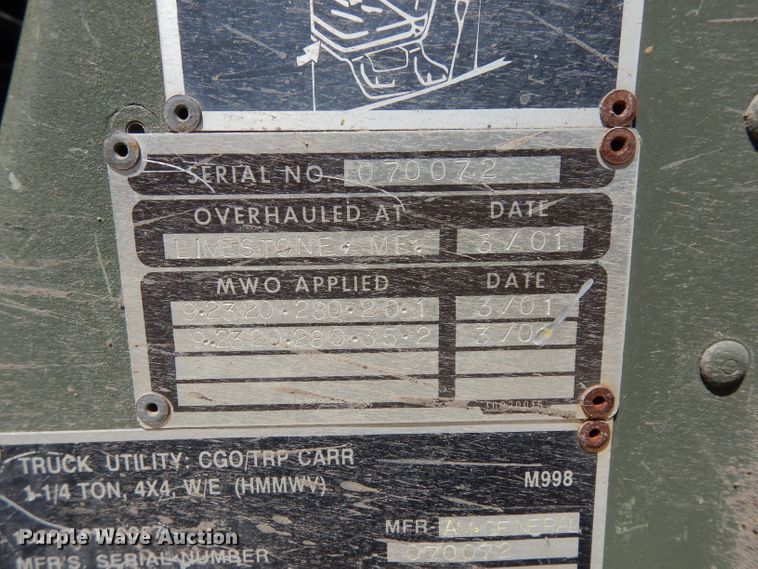 SERIAL NO. 070072
OVERHAULED AT DATE
LIMESTONE, ME. 3/01
MWO APPLIED DATE
9-2320-280-20-1 3/01
9-2320-280-35-2
TRUCK UTILITY: CGO/TRP CARR
1-1/4 TON, 4X4, W/E (HMMWV) M998
MFR AM GENERAL
MFR'S. SERIAL NUMBER 070072
Purple Wave Auction